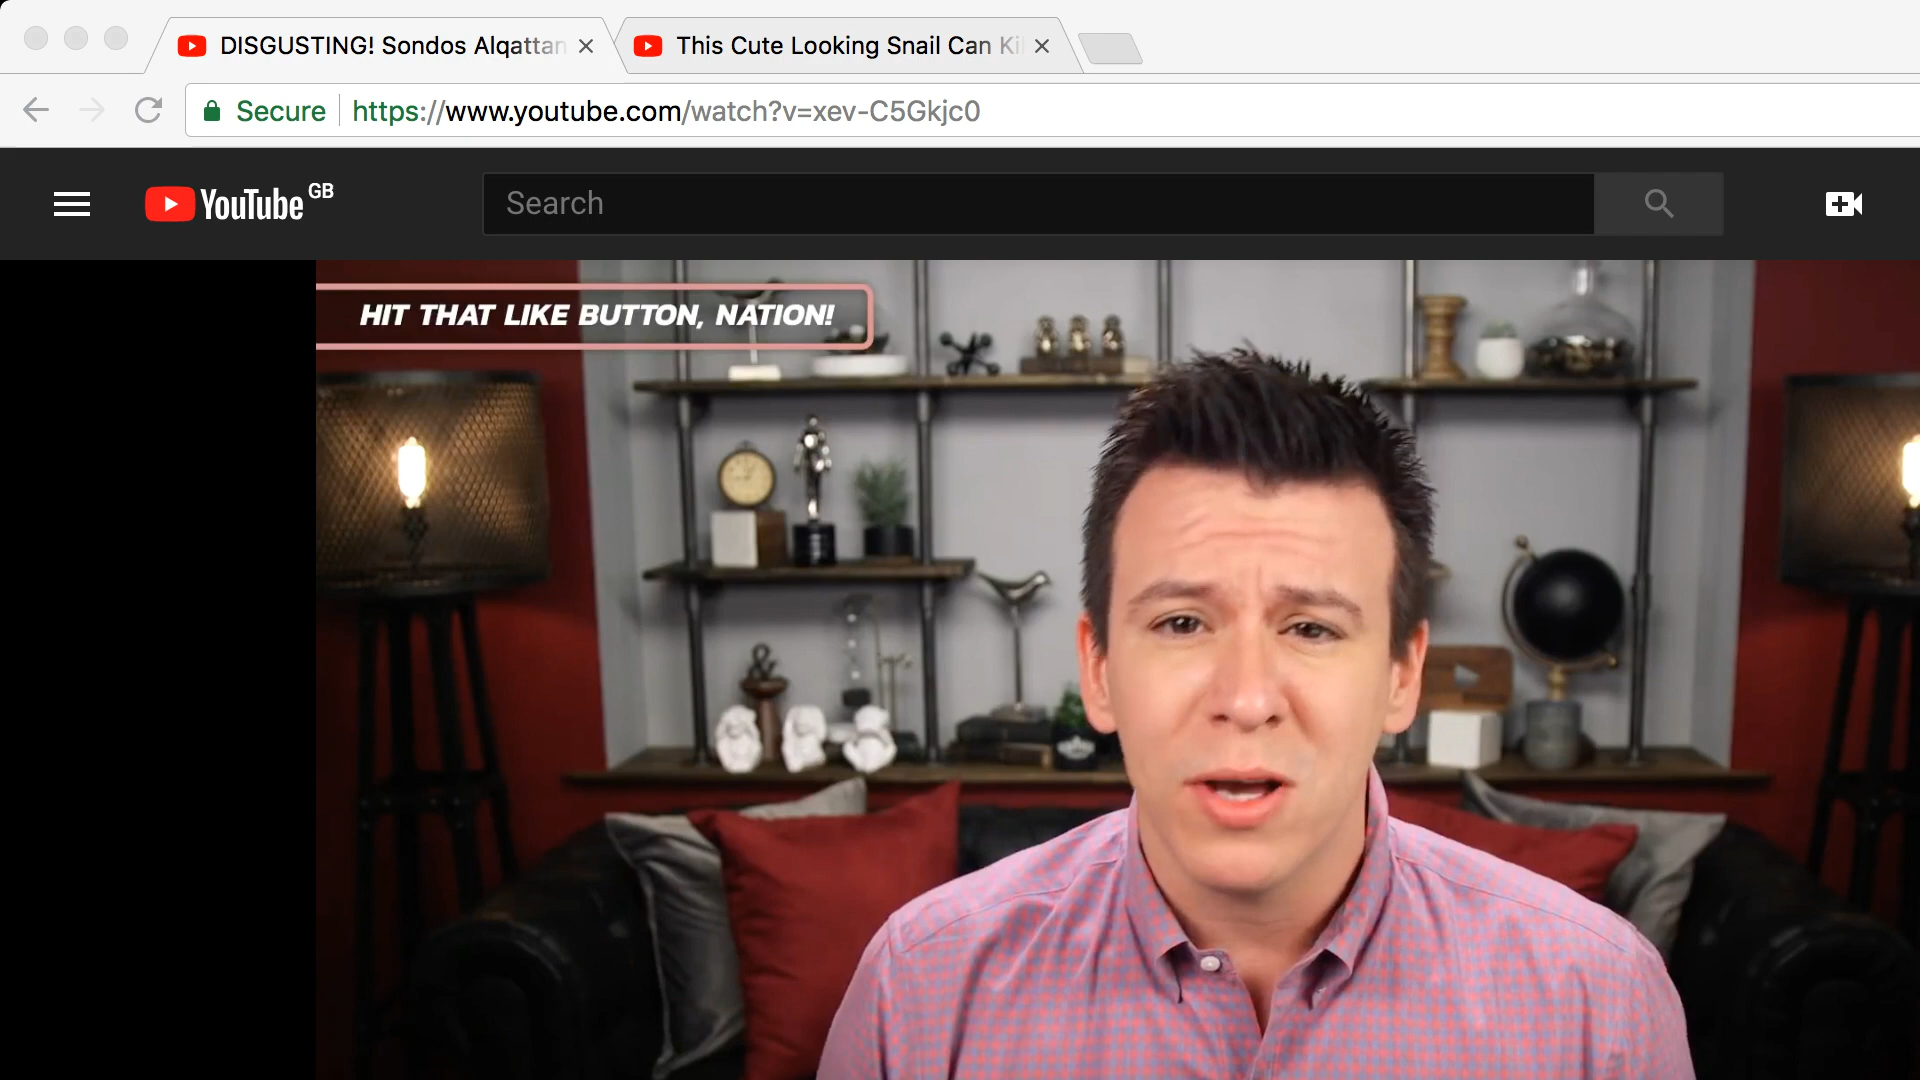 DISGUSTING! Sondos Alqattan
This Cute Looking Snail Can Kil
Secure
https://www.youtube.com/watch?v=xev-C5Gkjc0
YouTube GB
Search
HIT THAT LIKE BUTTON, NATION!